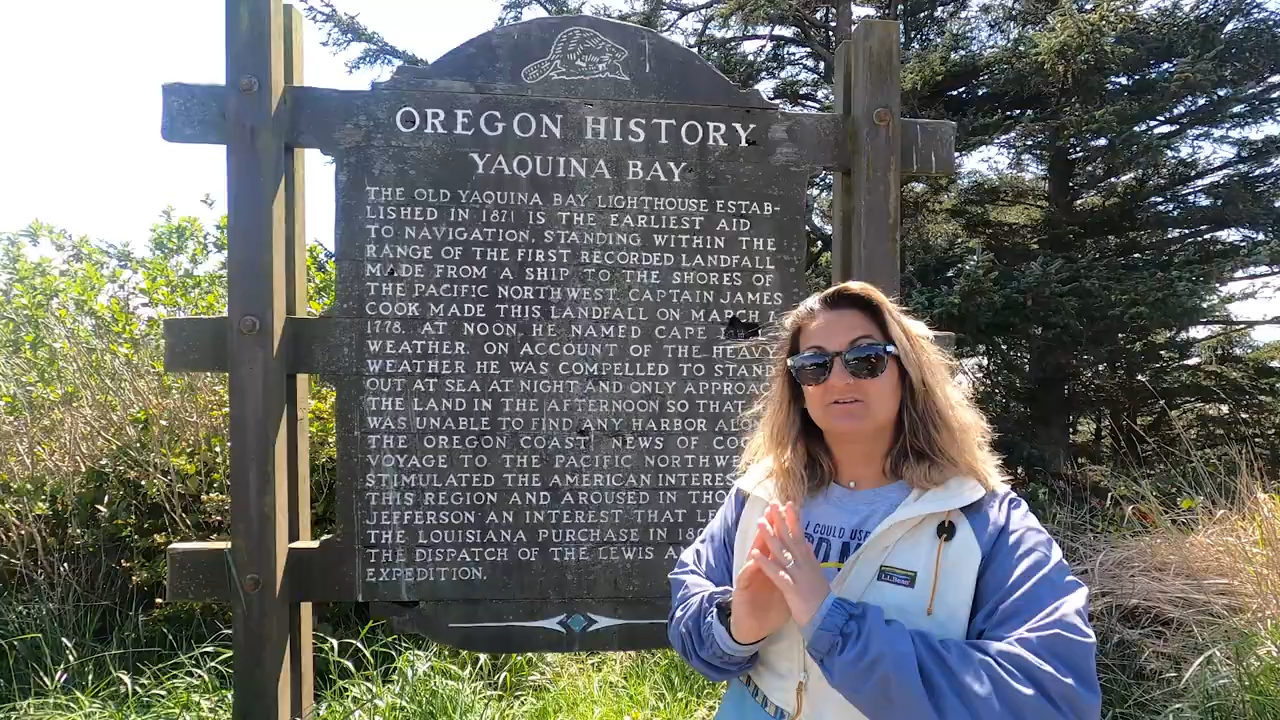 OREGON HISTORY
YAQUINA BAY
THE OLD YAQUINA BAY LIGHTHOUSE ESTAB-
LISHED IN 1871 IS THE EARLIEST AID
TO NAVIGATION, STANDING WITHIN THE
RANGE OF THE FIRST RECORDED LANDFALL
MADE FROM A SHIP TO THE SHORES OF
THE PACIFIC NORTHWEST. CAPTAIN JAMES
COOK MADE THIS LANDFALL ON MARCH 7,
1778. AT NOON, HE NAMED CAPE
WEATHER. ON ACCOUNT OF THE HEAVY
WEATHER HE WAS COMPELLED TO STAND
OUT AT SEA AT NIGHT AND ONLY
THE LAND IN THE AFTERNOON SO THAT
WAS UNABLE TO FIND ANY HARBOR
THE OREGON COAST. NEWS OF
VOYAGE TO THE PACIFIC
STIMULATED THE AMERICAN
THIS REGION AND AROUSED IN
JEFFERSON AN INTEREST THAT
THE LOUISIANA PURCHASE IN
THE DISPATCH OF THE LEWIS
EXPEDITION.
I COULD USE
L.L.Bean